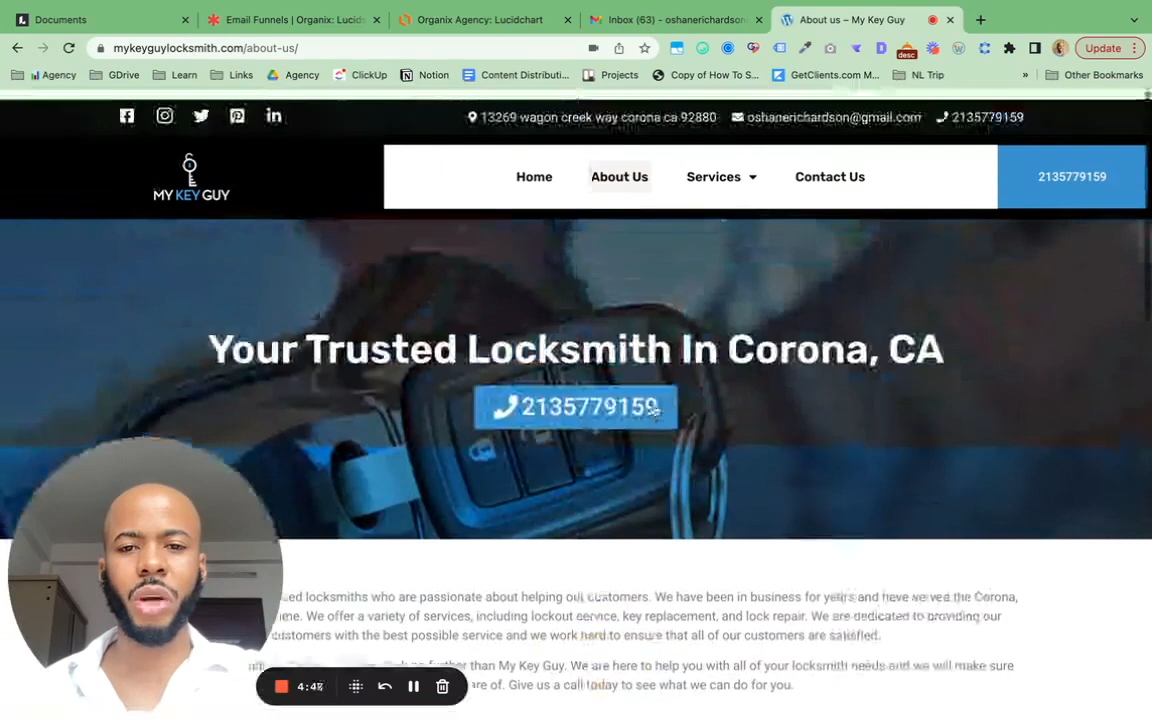 Documents
Email Funnels | Organix: Lucids
Organix Agency: Lucidchart
Inbox (63) - oshanerichardson
About us – My Key Guy
mykeyguylocksmith.com/about-us/
desc
Update
Agency
GDrive
Learn
Links
Agency
ClickUp
Notion
Content Distributi...
Projects
Copy of How To S...
GetClients.com M...
NL Trip
»
Other Bookmarks
13269 wagon creek way corona ca 92880
oshanerichardson@gmail.com
2135779159
MY KEY GUY
Home
About Us
Services
Contact Us
2135779159
Your Trusted Locksmith In Corona, CA
2135779159
locksmiths who are passionate about helping our customers. We have been in business for years and have served the Corona,
We offer a variety of services, including lockout service, key replacement, and lock repair. We are dedicated to providing our
customers with the best possible service and we work hard to ensure that all of our customers are satisfied.
further than My Key Guy. We are here to help you with all of your locksmith needs and we will make sure
of. Give us a call today to see what we can do for you.